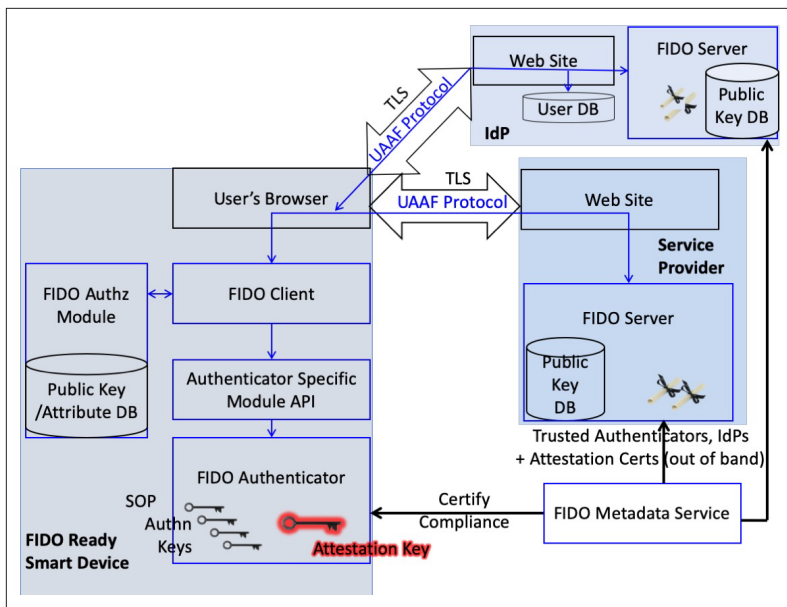 Web Site
User DB
IdP
FIDO Server
Public
Key DB
TLS
UAAF Protocol
User's Browser
TLS
UAAF Protocol
Web Site
Service
Provider
FIDO Authz
Module
FIDO Client
FIDO Server
Public
Key
DB
Public Key
/Attribute DB
Authenticator Specific
Module API
Trusted Authenticators, IdPs
+ Attestation Certs (out of band)
FIDO Authenticator
SOP
Authn
Keys
Attestation Key
Certify
Compliance
FIDO Metadata Service
FIDO Ready
Smart Device